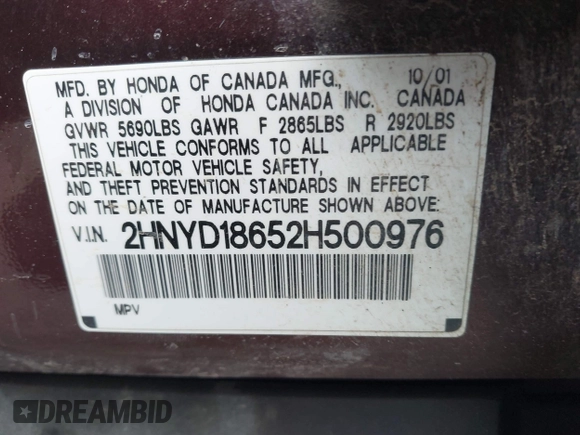 MFD. BY HONDA OF CANADA MFG., 10/01
A DIVISION OF HONDA CANADA INC. CANADA
GVWR 5690LBS GAWR F 2865LBS R 2920LBS
THIS VEHICLE CONFORMS TO ALL APPLICABLE
FEDERAL MOTOR VEHICLE SAFETY,
AND THEFT PREVENTION STANDARDS IN EFFECT
ON THE DATE OF MANUFACTURE SHOWN ABOVE.
V.I.N. 2HNYD18652H500976
MPV
DREAMBID